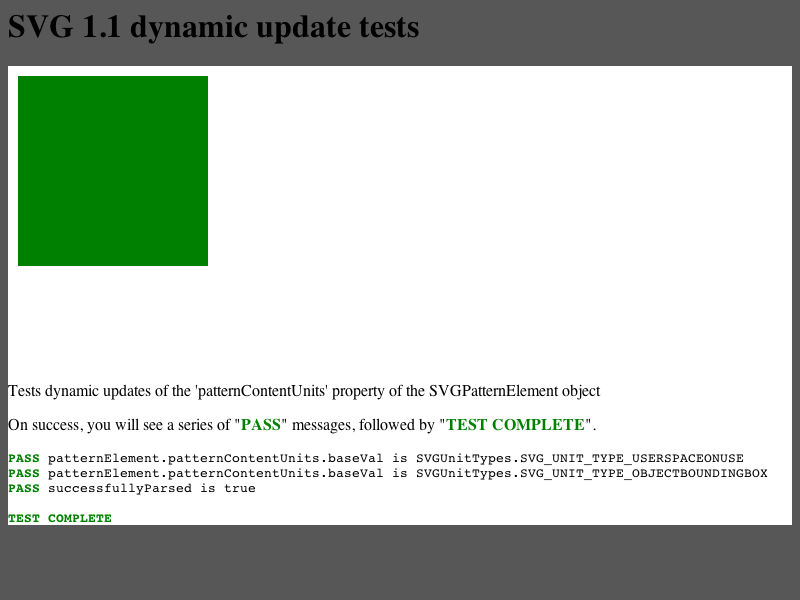 SVG 1.1 dynamic update tests
Tests dynamic updates of the 'patternContentUnits' property of the SVGPatternElement object
On success, you will see a series of "PASS" messages, followed by "TEST COMPLETE".
PASS patternElement.patternContentUnits.baseVal is SVGUnitTypes.SVG_UNIT_TYPE_USERSPACEONUSE
PASS patternElement.patternContentUnits.baseVal is SVGUnitTypes.SVG_UNIT_TYPE_OBJECTBOUNDINGBOX
PASS successfullyParsed is true
TEST COMPLETE